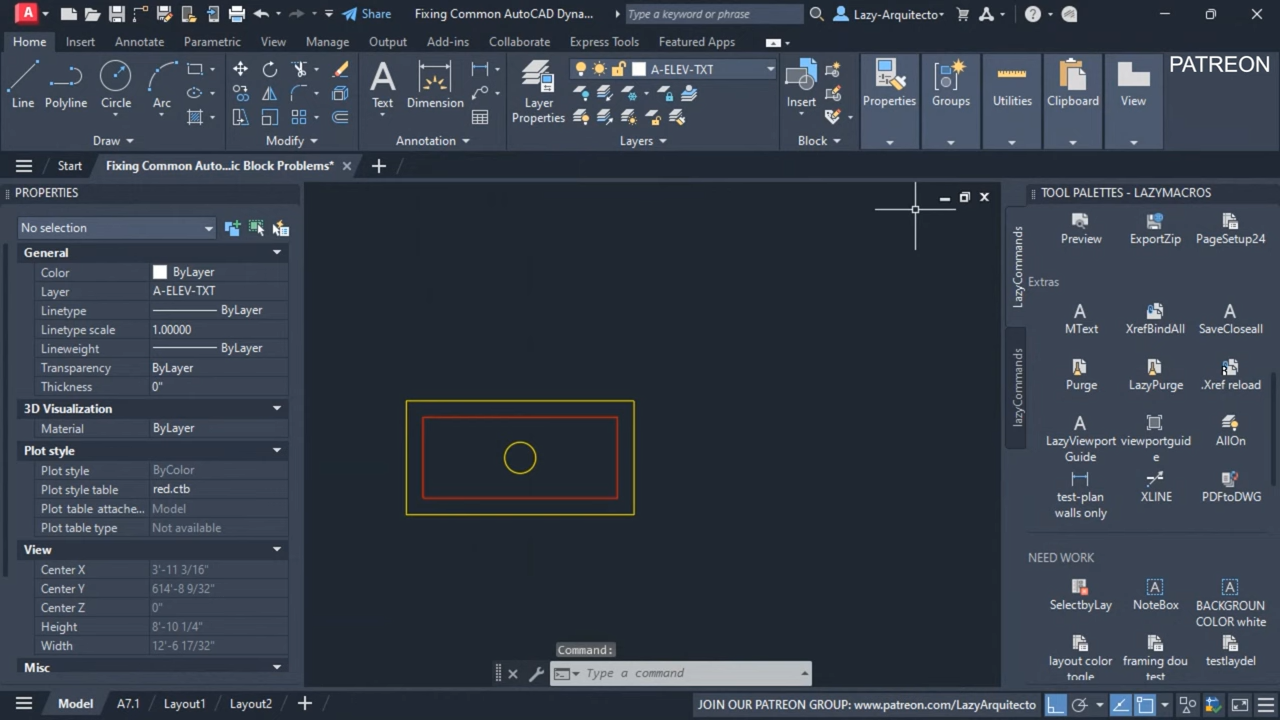 Share
Fixing Common AutoCAD Dyna...
Type a keyword or phrase
Lazy-Arquitecto
Home
Insert
Annotate
Parametric
View
Manage
Output
Add-ins
Collaborate
Express Tools
Featured Apps
PATREON
A-ELEV-TXT
Line
Polyline
Circle
Arc
Text
Dimension
Layer
Properties
Insert
Properties
Groups
Utilities
Clipboard
View
Draw
Modify
Annotation
Layers
Block
Start
Fixing Common Auto...ic Block Problems*
PROPERTIES
No selection
General
Color ByLayer
Layer A-ELEV-TXT
Linetype ByLayer
Linetype scale 1.00000
Lineweight ByLayer
Transparency ByLayer
Thickness 0"
3D Visualization
Material ByLayer
Plot style
Plot style ByColor
Plot style table red.ctb
Plot table attache... Model
Plot table type Not available
View
Center X 3'-11 3/16"
Center Y 614'-8 9/32"
Center Z 0"
Height 8'-10 1/4"
Width 12'-6 17/32"
Misc
Command:
Type a command
TOOL PALETTES - LAZYMACROS
LazyCommands
lazyCommands
Preview
ExportZip
PageSetup24
Extras
MText
XrefBindAll
SaveCloseall
Purge
LazyPurge
.Xref reload
LazyViewport
Guide
viewportguid
e
AllOn
test-plan
walls only
XLINE
PDFtoDWG
NEED WORK
SelectbyLay
NoteBox
BACKGROUN
COLOR white
layout color
togle
framing dou
test
testlaydel
Model
A7.1
Layout1
Layout2
JOIN OUR PATREON GROUP: www.patreon.com/LazyArquitecto